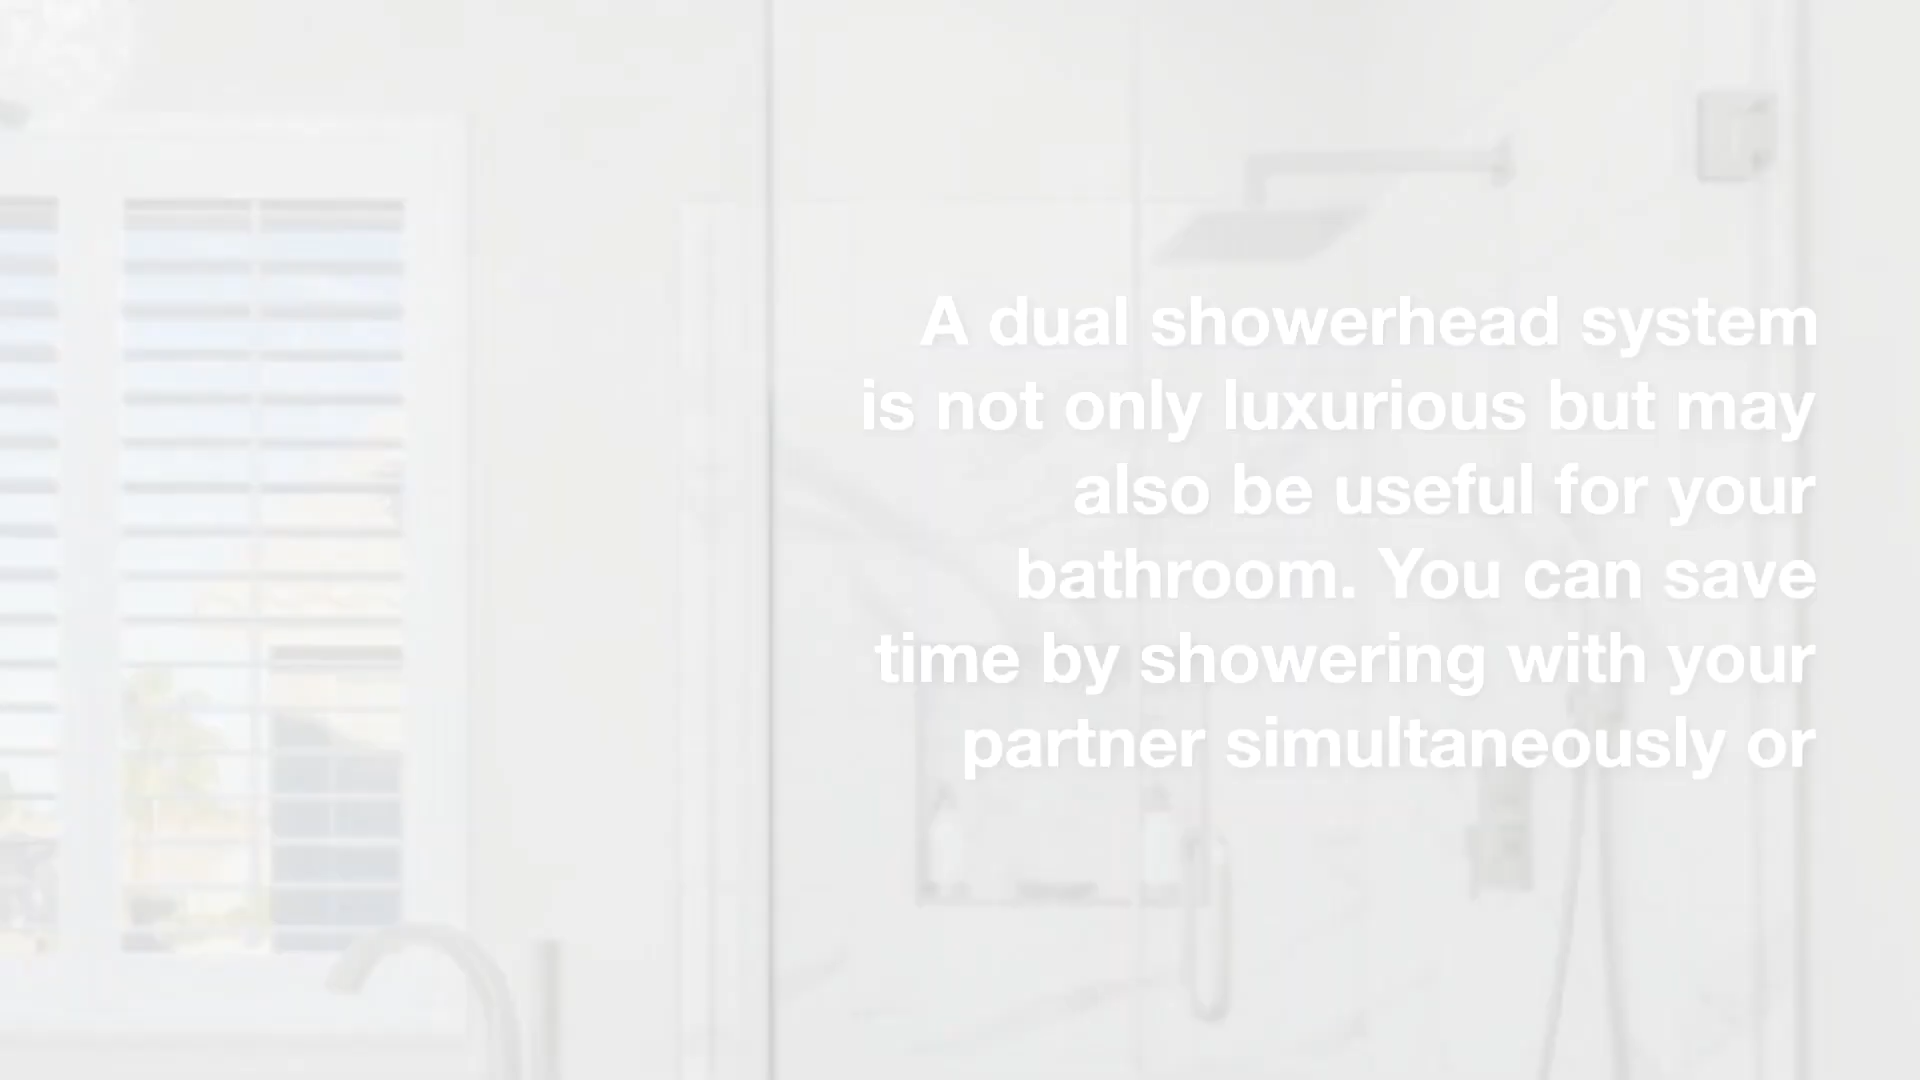 A dual showerhead system
is not only luxurious but may
also be useful for your
bathroom. You can save
time by showering with your
partner simultaneously or